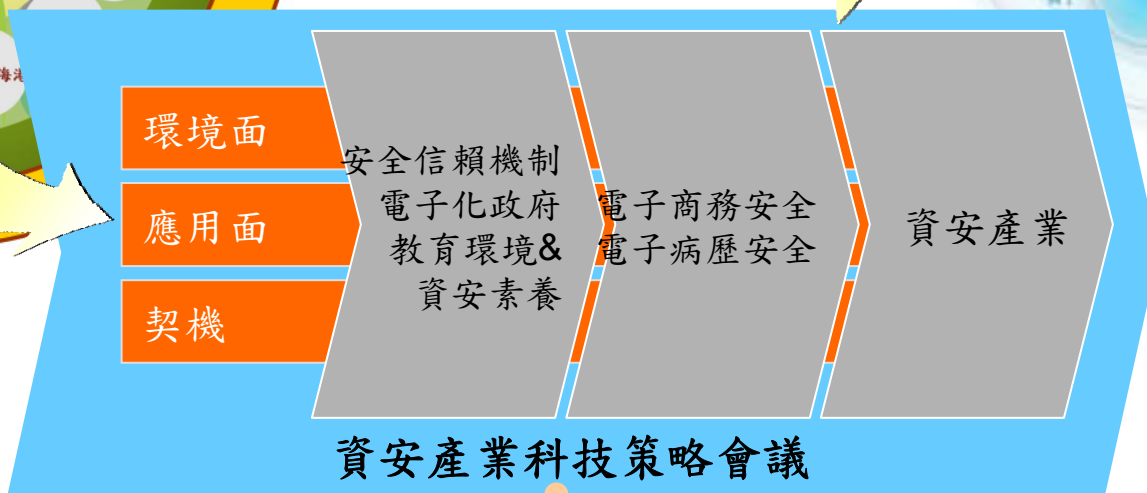 環境面
應用面
契機
安全信賴機制
電子化政府
教育環境&
資安素養
電子商務安全
電子病歷安全
資安產業
資安產業科技策略會議